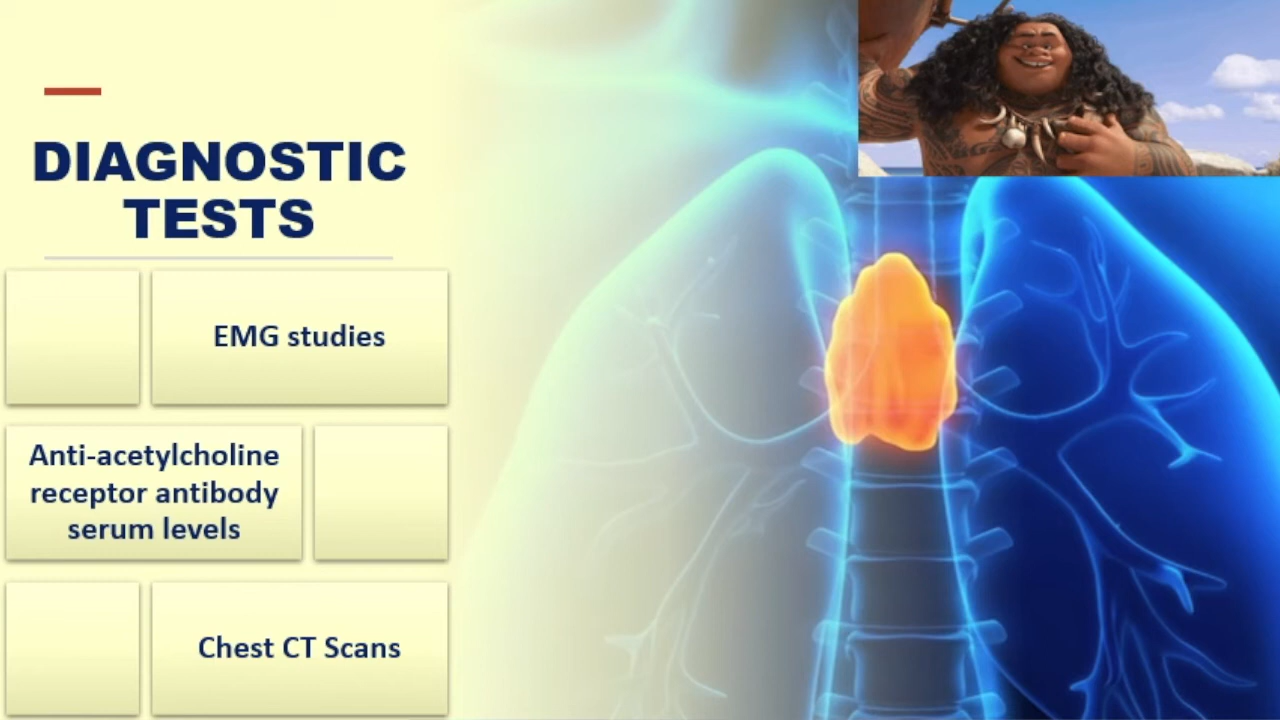 DIAGNOSTIC
TESTS
EMG studies
Anti-acetylcholine
receptor antibody
serum levels
Chest CT Scans